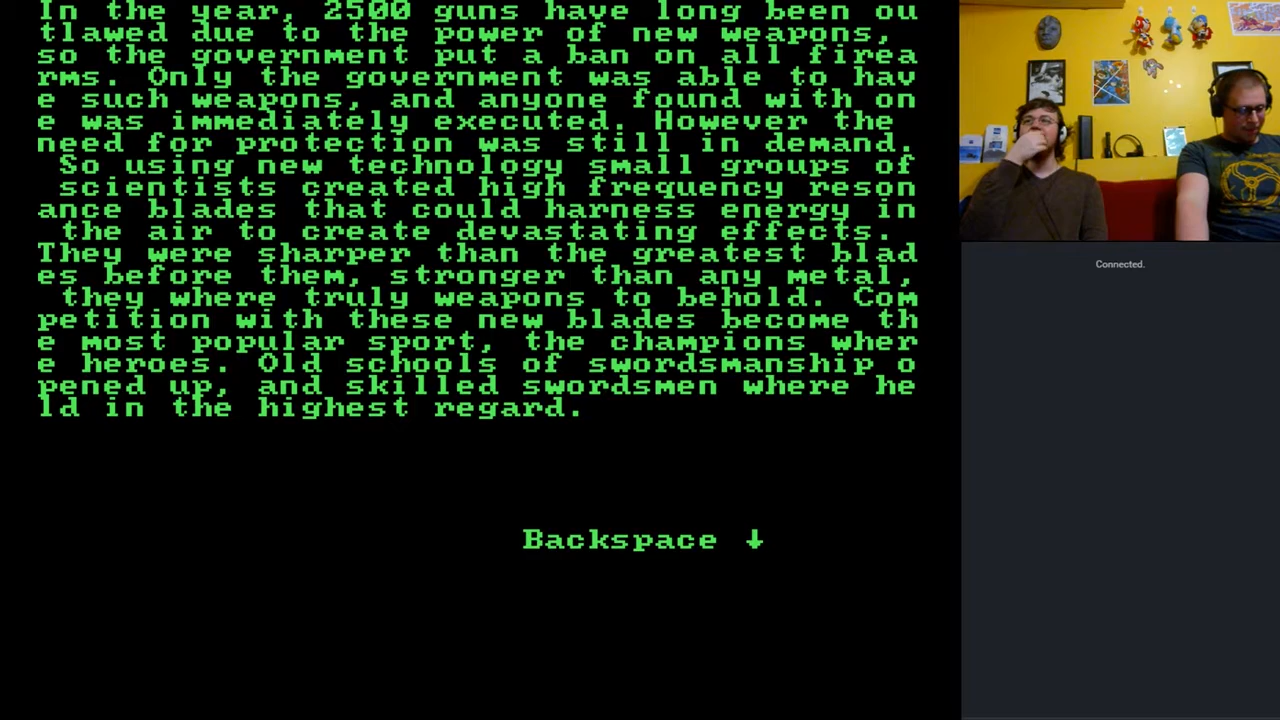 In the year, 2500 guns have long been ou
tlawed due to the power of new weapons,
so the government put a ban on all firea
rms. Only the government was able to hav
e such weapons, and anyone found with on
e was immediately executed. However the
need for protection was still in demand.
So using new technology small groups of
scientists created high frequency reson
ance blades that could harness energy in
the air to create devastating effects.
They were sharper than the greatest blad
es before them, stronger than any metal,
they where truly weapons to behold. Com
petition with these new blades become th
e most popular sport, the champions wher
e heroes. Old schools of swordsmanship o
pened up, and skilled swordsmen where he
ld in the highest regard.
Backspace ↓
Connected.